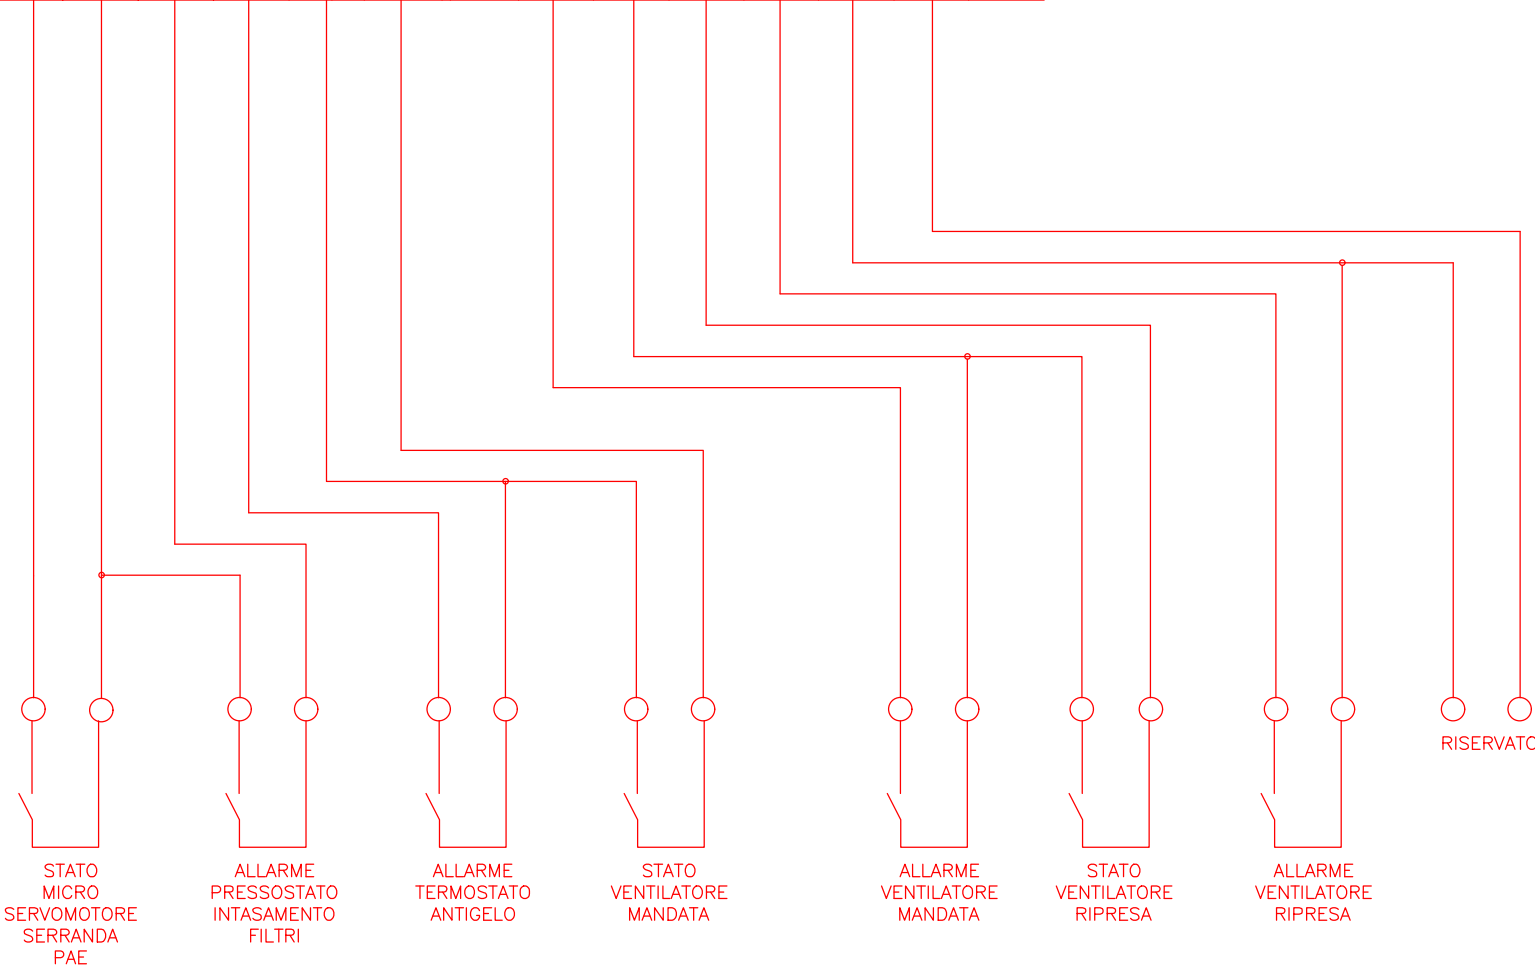 RISERVATO
STATO
MICRO
SERVOMOTORE
SERRANDA
PAE
ALLARME
PRESSOSTATO
INTASAMENTO
FILTRI
ALLARME
TERMOSTATO
ANTIGELO
STATO
VENTILATORE
MANDATA
ALLARME
VENTILATORE
MANDATA
STATO
VENTILATORE
RIPRESA
ALLARME
VENTILATORE
RIPRESA